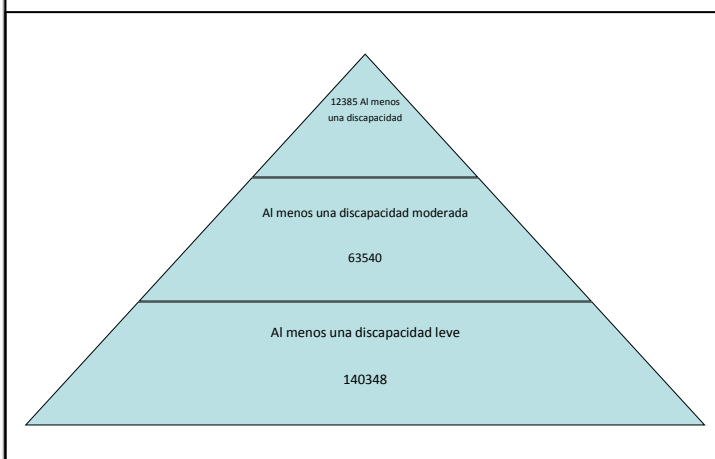 12385 Al menos
una discapacidad
Al menos una discapacidad moderada
63540
Al menos una discapacidad leve
140348